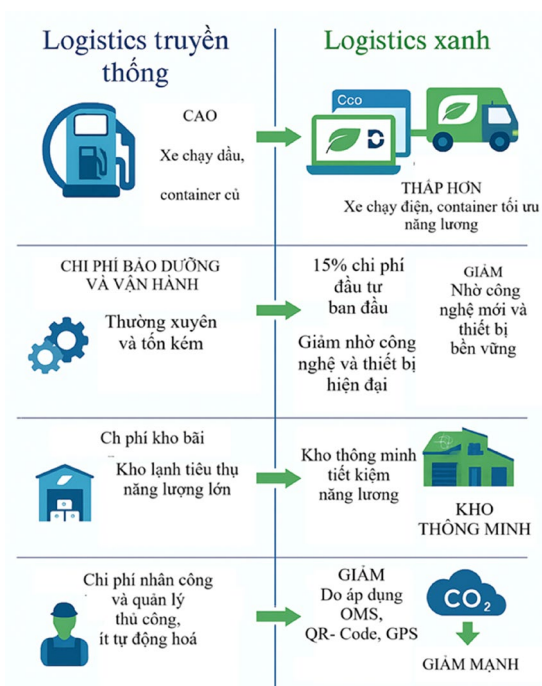 Logistics truyền
thống
Logistics xanh
CAO
Xe chạy dầu,
container củ
Cco
D
THẤP HƠN
Xe chạy điện, container tối ưu
năng lương
CHI PHÍ BẢO DƯỠNG
VÀ VẬN HÀNH
Thường xuyên
và tốn kém
15% chi phí
đầu tư
ban đầu
Giảm nhờ công
nghệ và thiết bị
hiện đại
GIẢM
Nhờ công
nghệ mới và
thiết bị
bền vững
Ch phí kho bãi
Kho lạnh tiêu thụ
năng lượng lớn
Kho thông minh
tiết kiệm
năng lương
KHO
THÔNG MINH
Chi phí nhân công
và quản lý
thủ công,
ít tự động hoá
GIẢM
Do áp dụng
OMS,
QR- Code, GPS
CO₂
GIẢM MẠNH